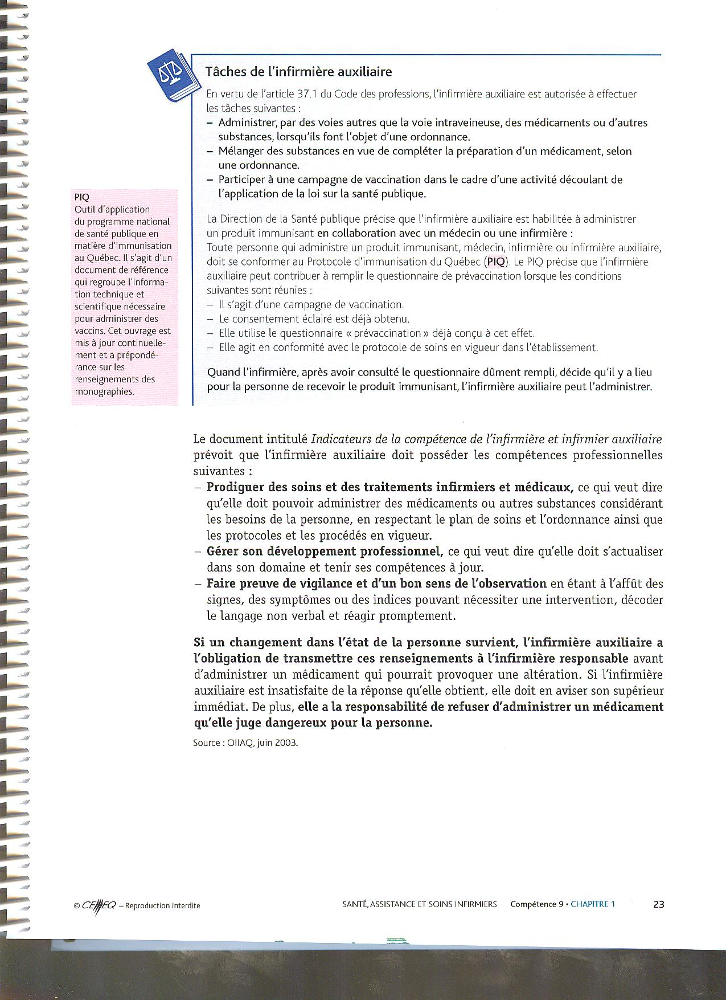 Tâches de l'infirmière auxiliaire
En vertu de l'article 37.1 du Code des professions, l'infirmière auxiliaire est autorisée à effectuer
les tâches suivantes :
– Administrer, par des voies autres que la voie intraveineuse, des médicaments ou d'autres
substances, lorsqu'ils font l'objet d'une ordonnance.
– Mélanger des substances en vue de compléter la préparation d'un médicament, selon
une ordonnance.
– Participer à une campagne de vaccination dans le cadre d'une activité découlant de
l'application de la loi sur la santé publique.
La Direction de la Santé publique précise que l'infirmière auxiliaire est habilitée à administrer
un produit immunisant en collaboration avec un médecin ou une infirmière :
Toute personne qui administre un produit immunisant, médecin, infirmière ou infirmière auxiliaire,
doit se conformer au Protocole d'immunisation du Québec (PIQ). Le PIQ précise que l'infirmière
auxiliaire peut contribuer à remplir le questionnaire de prévaccination lorsque les conditions
suivantes sont réunies :
– Il s'agit d'une campagne de vaccination.
– Le consentement éclairé est déjà obtenu.
– Elle utilise le questionnaire « prévaccination » déjà conçu à cet effet.
– Elle agit en conformité avec le protocole de soins en vigueur dans l'établissement.
Quand l'infirmière, après avoir consulté le questionnaire dûment rempli, décide qu'il y a lieu
pour la personne de recevoir le produit immunisant, l'infirmière auxiliaire peut l'administrer.
PIQ
Outil d'application
du programme national
de santé publique en
matière d'immunisation
au Québec. Il s'agit d'un
document de référence
qui regroupe l'informa-
tion technique et
scientifique nécessaire
pour administrer des
vaccins. Cet ouvrage est
mis à jour continuelle-
ment et a prépondé-
rance sur les
renseignements des
monographies.
Le document intitulé Indicateurs de la compétence de l'infirmière et infirmier auxiliaire
prévoit que l'infirmière auxiliaire doit posséder les compétences professionnelles
suivantes :
– Prodiguer des soins et des traitements infirmiers et médicaux, ce qui veut dire
qu'elle doit pouvoir administrer des médicaments ou autres substances considérant
les besoins de la personne, en respectant le plan de soins et l'ordonnance ainsi que
les protocoles et les procédés en vigueur.
– Gérer son développement professionnel, ce qui veut dire qu'elle doit s'actualiser
dans son domaine et tenir ses compétences à jour.
– Faire preuve de vigilance et d'un bon sens de l'observation en étant à l'affût des
signes, des symptômes ou des indices pouvant nécessiter une intervention, décoder
le langage non verbal et réagir promptement.
Si un changement dans l'état de la personne survient, l'infirmière auxiliaire a
l'obligation de transmettre ces renseignements à l'infirmière responsable avant
d'administrer un médicament qui pourrait provoquer une altération. Si l'infirmière
auxiliaire est insatisfaite de la réponse qu'elle obtient, elle doit en aviser son supérieur
immédiat. De plus, elle a la responsabilité de refuser d'administrer un médicament
qu'elle juge dangereux pour la personne.
Source : OIIAQ, juin 2003.
© CEMEQ – Reproduction interdite
SANTÉ, ASSISTANCE ET SOINS INFIRMIERS Compétence 9 • CHAPITRE 1 23